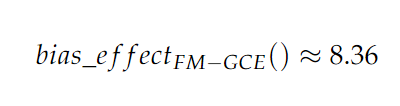 bias_effect_{FM−GCE}() ≈ 8.36